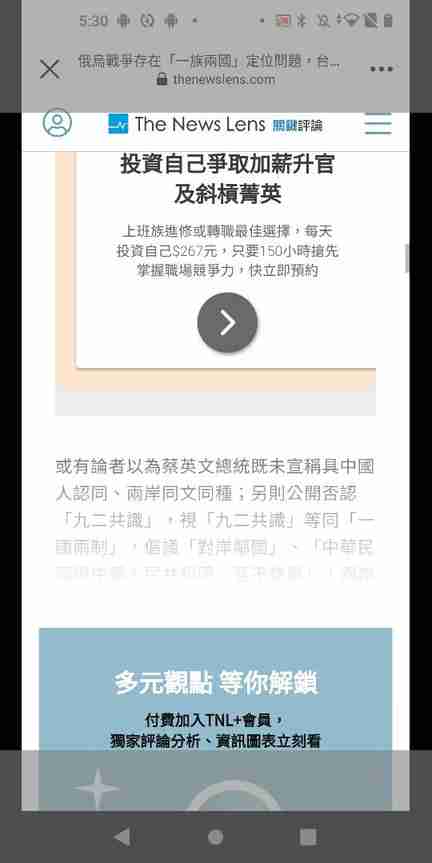 5:30
俄烏戰爭存在「一族兩國」定位問題，台...
thenewslens.com
The News Lens 關鍵評論
投資自己爭取加薪升官
及斜槓菁英
上班族進修或轉職最佳選擇，每天
投資自己$267元，只要150小時搶先
掌握職場競爭力，快立即預約
或有論者以為蔡英文總統既未宣稱具中國
人認同、兩岸同文同種；另則公開否認
「九二共識」，視「九二共識」等同「一
國兩制」，倡議「對岸鄰國」、「中華民
多元觀點 等你解鎖
付費加入TNL+會員，
獨家評論分析、資訊圖表立刻看